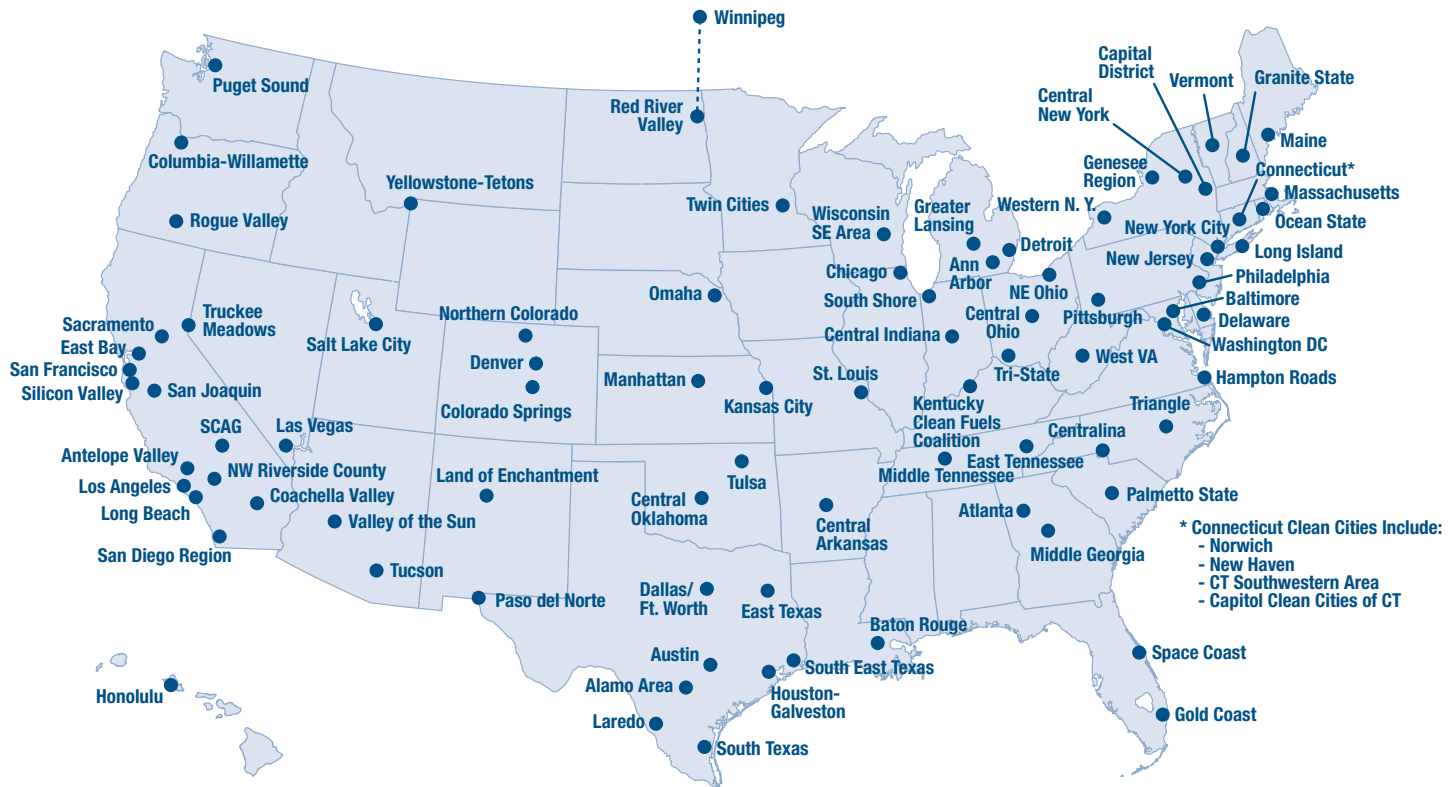 Winnipeg
Capital
District
Vermont
Granite State
Puget Sound
Red River
Valley
Central
New York
Maine
Columbia-Willamette
Genesee
Region
Connecticut*
Yellowstone-Tetons
Massachusetts
Rogue Valley
Twin Cities
Wisconsin
SE Area
Greater
Lansing
Western N. Y.
Ocean State
New York City
Detroit
Long Island
Chicago
Ann
Arbor
New Jersey
Philadelphia
Omaha
South Shore
NE Ohio
Baltimore
Truckee
Meadows
Northern Colorado
Central
Ohio
Pittsburgh
Delaware
Sacramento
Salt Lake City
Central Indiana
Washington DC
East Bay
West VA
San Francisco
Denver
Manhattan
St. Louis
Tri-State
Hampton Roads
Silicon Valley
San Joaquin
Colorado Springs
Kansas City
Kentucky
Clean Fuels
Coalition
Triangle
SCAG
Las Vegas
Centralina
Antelope Valley
NW Riverside County
Land of Enchantment
Tulsa
Middle Tennessee
East Tennessee
Los Angeles
Coachella Valley
Central
Oklahoma
Palmetto State
Long Beach
Valley of the Sun
Central
Arkansas
Atlanta
San Diego Region
Middle Georgia
* Connecticut Clean Cities Include:
- Norwich
- New Haven
- CT Southwestern Area
- Capitol Clean Cities of CT
Tucson
Paso del Norte
Dallas/
Ft. Worth
East Texas
Baton Rouge
Austin
South East Texas
Space Coast
Honolulu
Alamo Area
Houston-
Galveston
Laredo
Gold Coast
South Texas